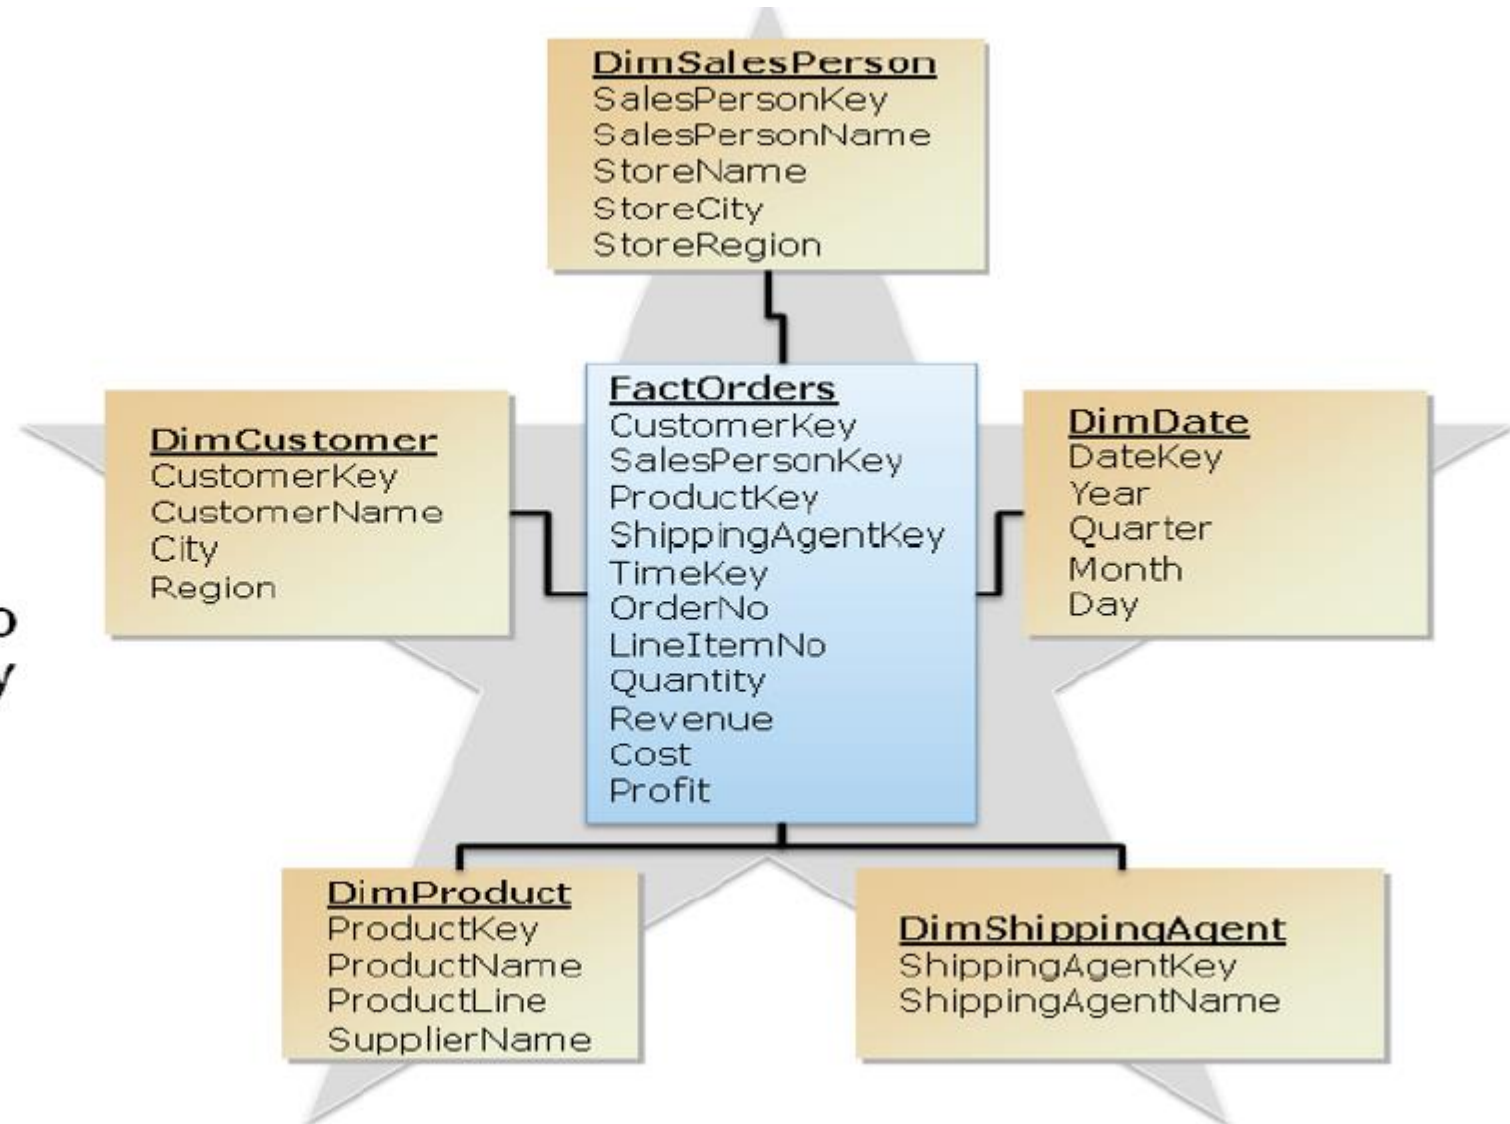 DimSalesPerson
SalesPersonKey
SalesPersonName
StoreName
StoreCity
StoreRegion
DimCustomer
CustomerKey
CustomerName
City
Region
FactOrders
CustomerKey
SalesPersonKey
ProductKey
ShippingAgentKey
TimeKey
OrderNo
LineItemNo
Quantity
Revenue
Cost
Profit
DimDate
DateKey
Year
Quarter
Month
Day
DimProduct
ProductKey
ProductName
ProductLine
SupplierName
DimShippingAgent
ShippingAgentKey
ShippingAgentName